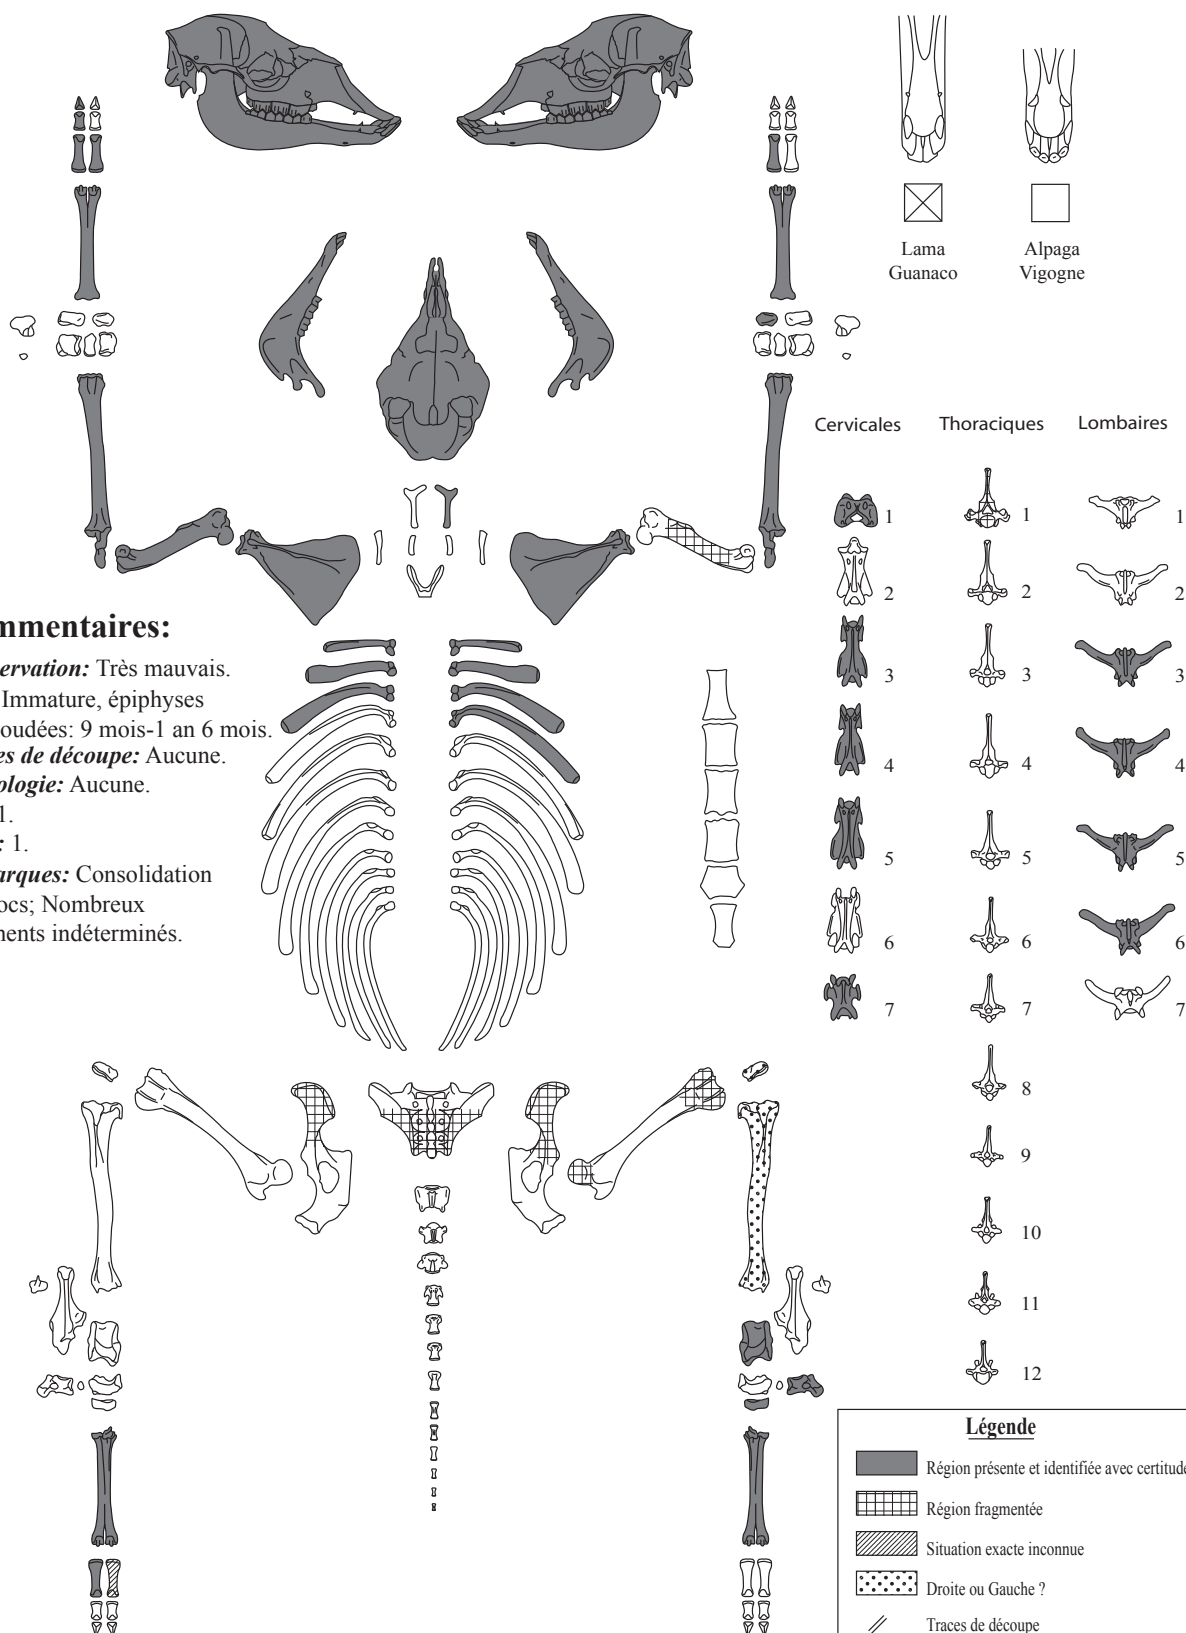 Lama
Guanaco
Alpaga
Vigogne
Cervicales
Thoraciques
Lombaires
1
2
3
4
5
6
7
1
2
3
4
5
6
7
8
9
10
11
12
1
2
3
4
5
6
7
mmentaires:
servation: Très mauvais.
Immature, épiphyses
oudées: 9 mois-1 an 6 mois.
es de découpe: Aucune.
ologie: Aucune.
1.
: 1.
arques: Consolidation
ocs; Nombreux
ments indéterminés.
Légende
Région présente et identifiée avec certitude
Région fragmentée
Situation exacte inconnue
Droite ou Gauche ?
Traces de découpe